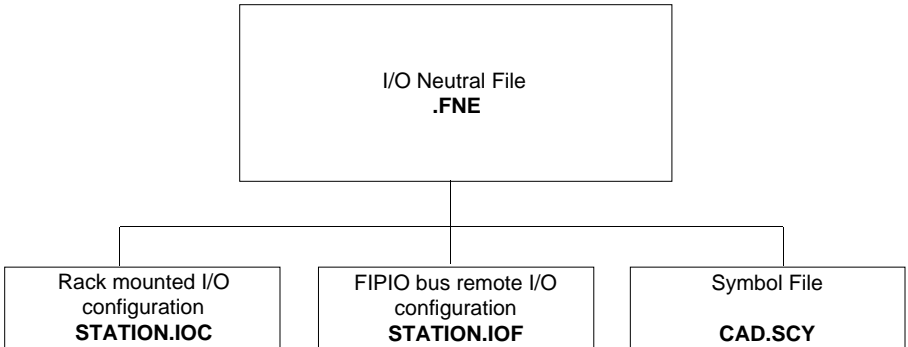 I/O Neutral File
.FNE
Rack mounted I/O
configuration
STATION.IOC
FIPIO bus remote I/O
configuration
STATION.IOF
Symbol File
CAD.SCY